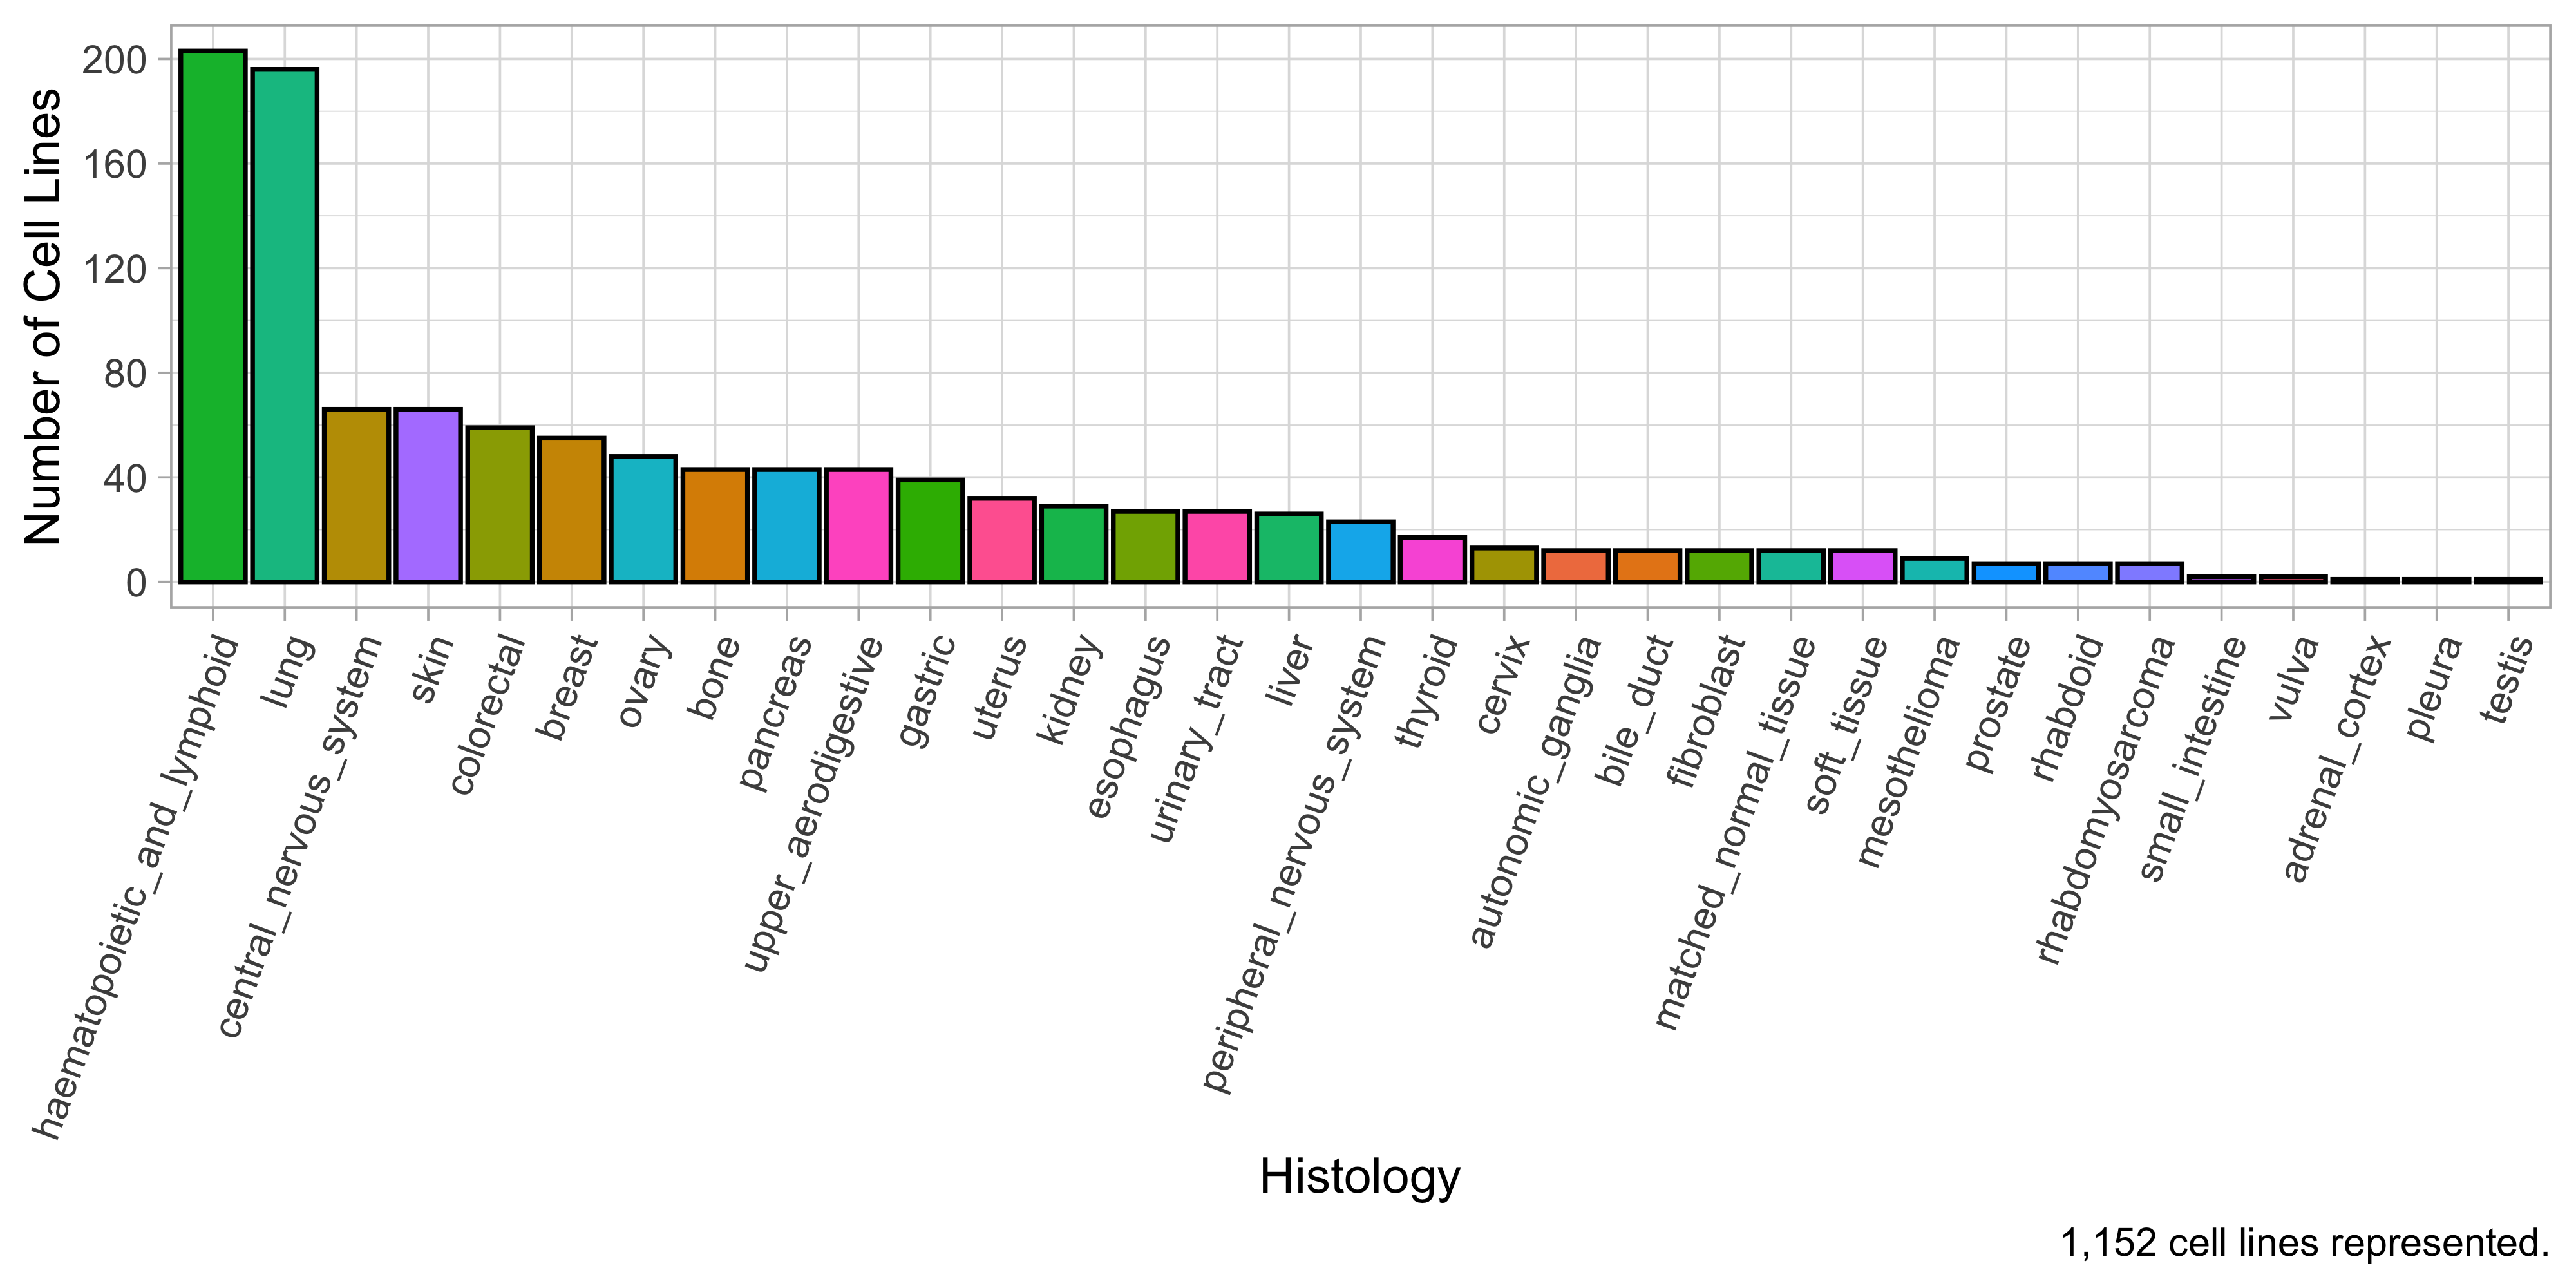 Number of Cell Lines
200
160
120
80
40
0
haematopoietic_and_lymphoid
lung
central_nervous_system
skin
colorectal
breast
ovary
bone
pancreas
upper_aerodigestive
gastric
uterus
kidney
esophagus
urinary_tract
liver
peripheral_nervous_system
thyroid
cervix
autonomic_ganglia
bile_duct
fibroblast
matched_normal_tissue
soft_tissue
mesothelioma
prostate
rhabdoid
rhabdomyosarcoma
small_intestine
vulva
adrenal_cortex
pleura
testis
Histology
1,152 cell lines represented.